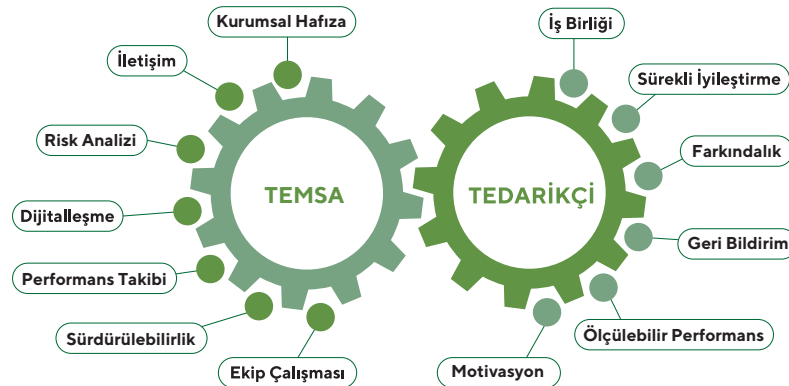 Kurumsal Hafıza
İletişim
Risk Analizi
Dijitalleşme
Performans Takibi
Sürdürülebilirlik
Ekip Çalışması
TEMSA
TEDARİKÇİ
İş Birliği
Sürekli İyileştirme
Farkındalık
Geri Bildirim
Ölçülebilir Performans
Motivasyon